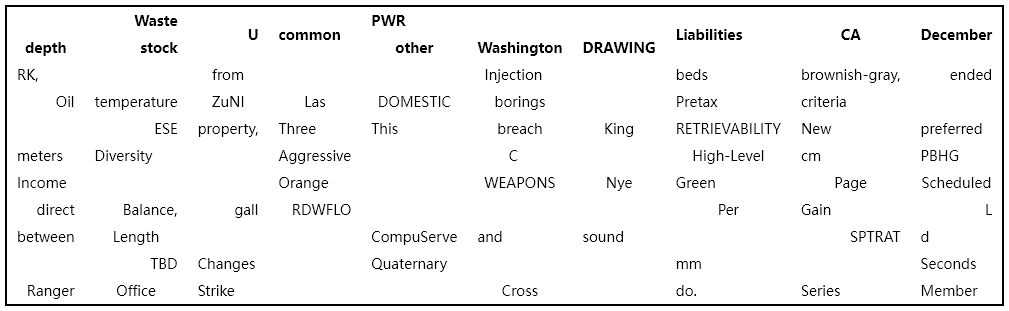 Waste PWR
depth stock U common other Washington DRAWING Liabilities CA December
RK, from Injection beds brownish-gray, ended
Oil temperature ZuNI Las DOMESTIC borings Pretax criteria
ESE property, Three This breach King RETRIEVABILITY New preferred
meters Diversity Aggressive C High-Level cm PBHG
Income Orange WEAPONS Nye Green Page Scheduled
direct Balance, gall RDWFLO Per Gain L
between Length CompuServe and sound SPTRAT d
TBD Changes Quaternary mm Seconds
Ranger Office Strike Cross do. Series Member